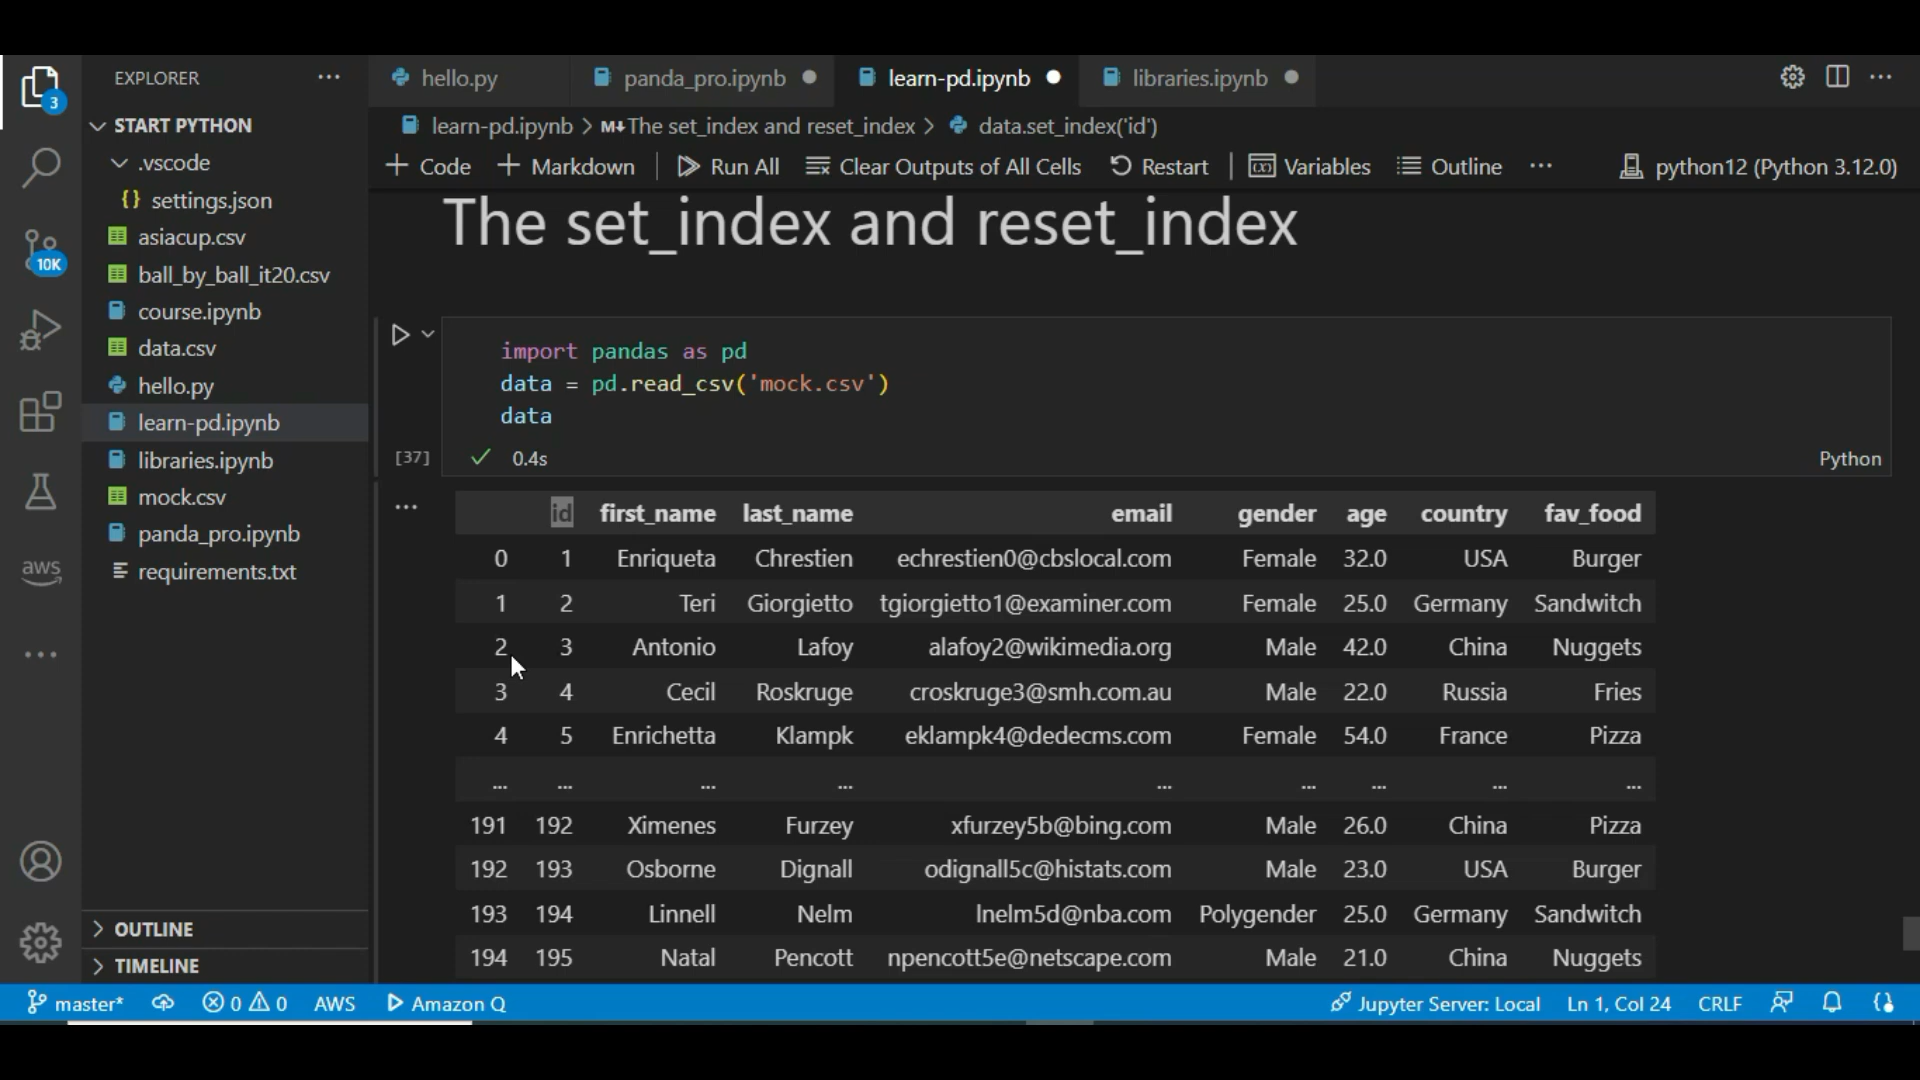 EXPLORER ...
hello.py
panda_pro.ipynb
learn-pd.ipynb
libraries.ipynb
...
3
START PYTHON
.vscode
{} settings.json
asiacup.csv
ball_by_ball_it20.csv
course.ipynb
data.csv
hello.py
learn-pd.ipynb
libraries.ipynb
mock.csv
panda_pro.ipynb
requirements.txt
10K
aws
...
OUTLINE
TIMELINE
learn-pd.ipynb > M↓The set_index and reset_index > data.set_index('id')
+ Code + Markdown Run All Clear Outputs of All Cells Restart Variables Outline ... python12 (Python 3.12.0)
The set_index and reset_index
import pandas as pd
data = pd.read_csv('mock.csv')
data
[37] ✓ 0.4s Python
...
id first_name last_name email gender age country fav_food
0 1 Enriqueta Chrestien echrestien0@cbslocal.com Female 32.0 USA Burger
1 2 Teri Giorgietto tgiorgietto1@examiner.com Female 25.0 Germany Sandwitch
2 3 Antonio Lafoy alafoy2@wikimedia.org Male 42.0 China Nuggets
3 4 Cecil Roskruge croskruge3@smh.com.au Male 22.0 Russia Fries
4 5 Enrichetta Klampk eklampk4@dedecms.com Female 54.0 France Pizza
... ... ... ... ... ... ... ... ...
191 192 Ximenes Furzey xfurzey5b@bing.com Male 26.0 China Pizza
192 193 Osborne Dignall odignall5c@histats.com Male 23.0 USA Burger
193 194 Linnell Nelm lnelm5d@nba.com Polygender 25.0 Germany Sandwitch
194 195 Natal Pencott npencott5e@netscape.com Male 21.0 China Nuggets
master* 0 0 AWS Amazon Q Jupyter Server: Local Ln 1, Col 24 CRLF